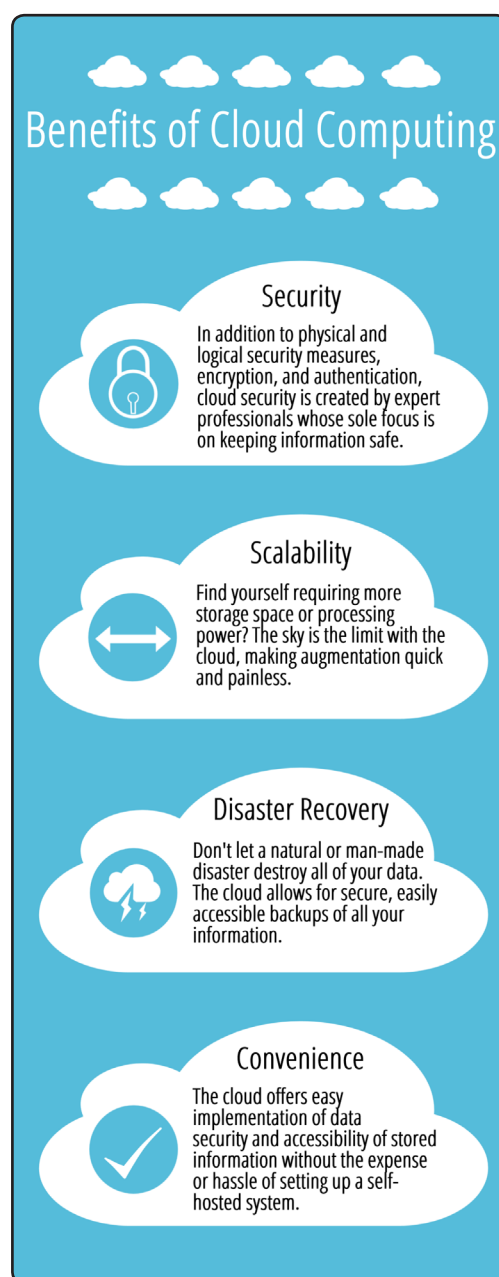 Benefits of Cloud Computing
Security
In addition to physical and
logical security measures,
encryption, and authentication,
cloud security is created by expert
professionals whose sole focus is
on keeping information safe.
Scalability
Find yourself requiring more
storage space or processing
power? The sky is the limit with the
cloud, making augmentation quick
and painless.
Disaster Recovery
Don't let a natural or man-made
disaster destroy all of your data.
The cloud allows for secure, easily
accessible backups of all your
information.
Convenience
The cloud offers easy
implementation of data
security and accessibility of stored
information without the expense
or hassle of setting up a self-
hosted system.